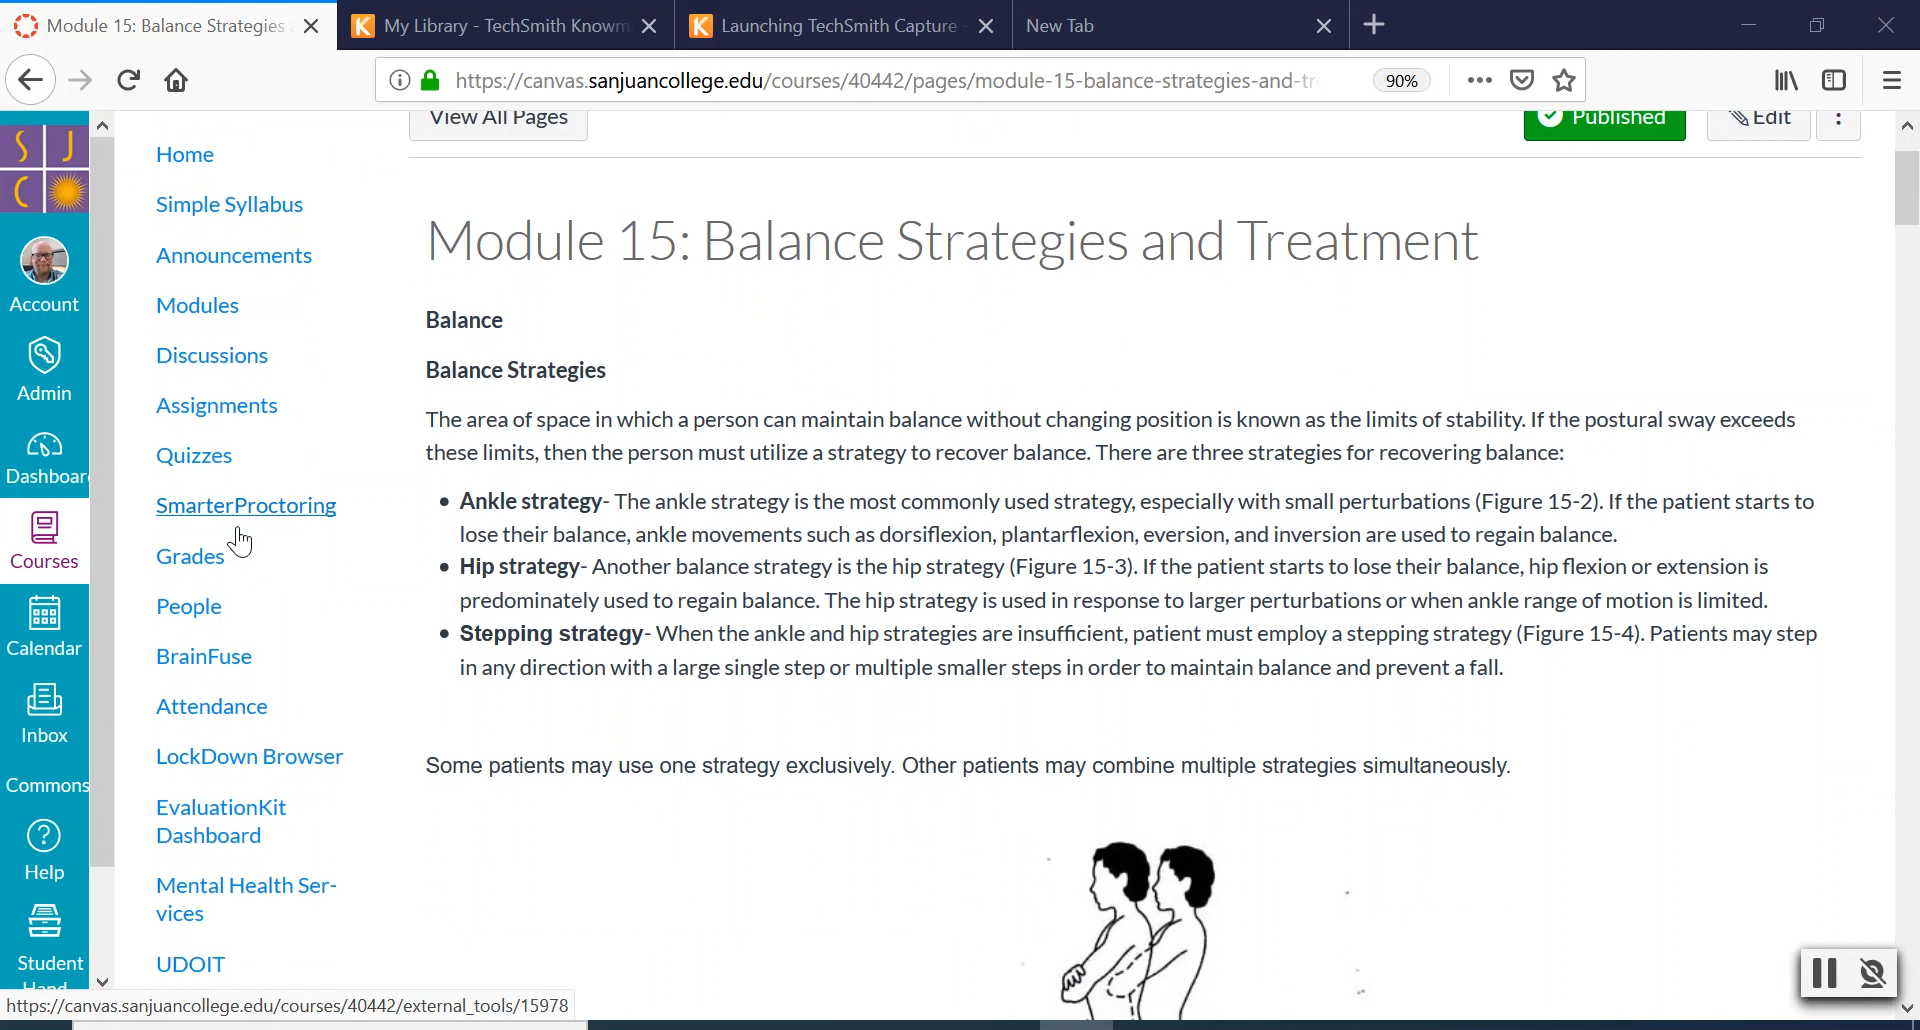 Module 15: Balance Strategies
My Library - TechSmith Knowm
Launching TechSmith Capture -
New Tab
https://canvas.sanjuancollege.edu/courses/40442/pages/module-15-balance-strategies-and-tre
90%
S J
C
Account
Admin
Dashboar
Courses
Calendar
Inbox
Commons
Help
Student
Home
Simple Syllabus
Announcements
Modules
Discussions
Assignments
Quizzes
SmarterProctoring
Grades
People
BrainFuse
Attendance
LockDown Browser
EvaluationKit
Dashboard
Mental Health Ser-
vices
UDOIT
View All Pages
Published
Edit
Module 15: Balance Strategies and Treatment
Balance
Balance Strategies
The area of space in which a person can maintain balance without changing position is known as the limits of stability. If the postural sway exceeds
these limits, then the person must utilize a strategy to recover balance. There are three strategies for recovering balance:
• Ankle strategy- The ankle strategy is the most commonly used strategy, especially with small perturbations (Figure 15-2). If the patient starts to
lose their balance, ankle movements such as dorsiflexion, plantarflexion, eversion, and inversion are used to regain balance.
• Hip strategy- Another balance strategy is the hip strategy (Figure 15-3). If the patient starts to lose their balance, hip flexion or extension is
predominately used to regain balance. The hip strategy is used in response to larger perturbations or when ankle range of motion is limited.
• Stepping strategy- When the ankle and hip strategies are insufficient, patient must employ a stepping strategy (Figure 15-4). Patients may step
in any direction with a large single step or multiple smaller steps in order to maintain balance and prevent a fall.
Some patients may use one strategy exclusively. Other patients may combine multiple strategies simultaneously.
https://canvas.sanjuancollege.edu/courses/40442/external_tools/15978